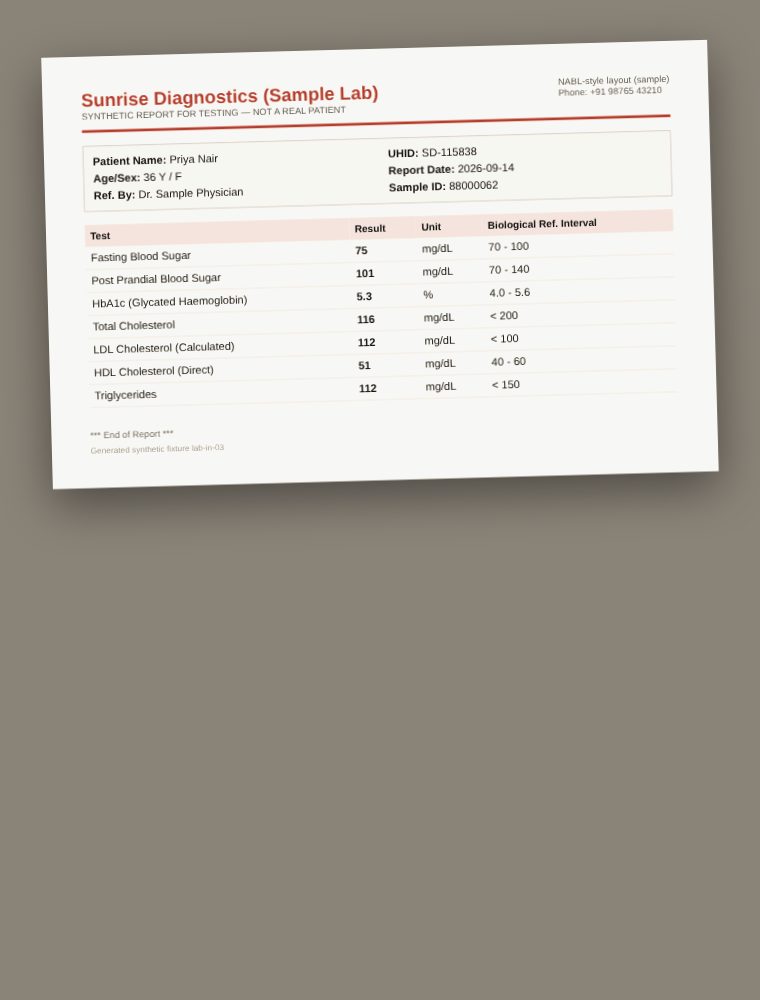 Sunrise Diagnostics (Sample Lab)
SYNTHETIC REPORT FOR TESTING — NOT A REAL PATIENT
NABL-style layout (sample)
Phone: +91 98765 43210
Patient Name: Priya Nair
Age/Sex: 36 Y / F
Ref. By: Dr. Sample Physician
UHID: SD-115838
Report Date: 2026-09-14
Sample ID: 88000062
Test Result Unit Biological Ref. Interval
Fasting Blood Sugar 75 mg/dL 70 - 100
Post Prandial Blood Sugar 101 mg/dL 70 - 140
HbA1c (Glycated Haemoglobin) 5.3 % 4.0 - 5.6
Total Cholesterol 116 mg/dL < 200
LDL Cholesterol (Calculated) 112 mg/dL < 100
HDL Cholesterol (Direct) 51 mg/dL 40 - 60
Triglycerides 112 mg/dL < 150
*** End of Report ***
Generated synthetic fixture lab-in-03